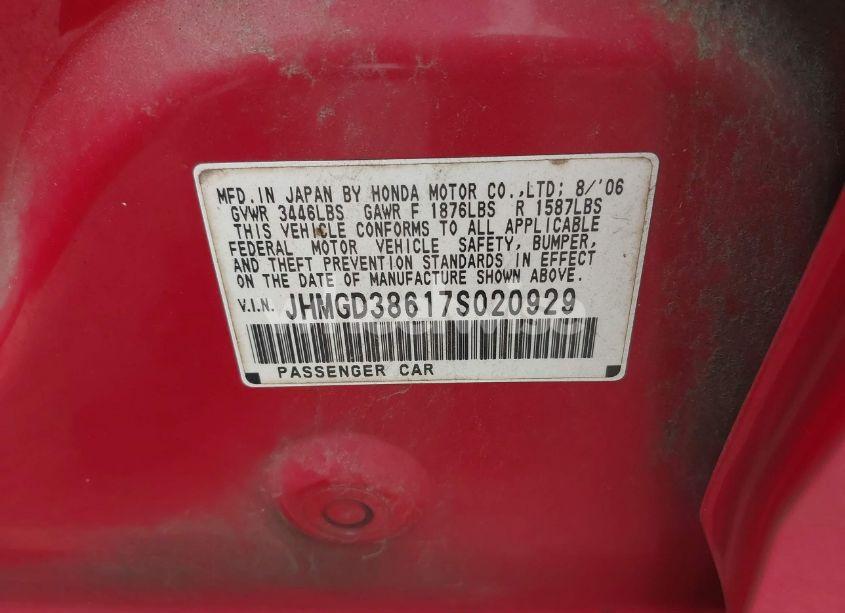 MFD. IN JAPAN BY HONDA MOTOR CO.,LTD; 8/'06
GVWR 3446LBS GAWR F 1876LBS R 1587LBS
THIS VEHICLE CONFORMS TO ALL APPLICABLE
FEDERAL MOTOR VEHICLE SAFETY, BUMPER,
AND THEFT PREVENTION STANDARDS IN EFFECT
ON THE DATE OF MANUFACTURE SHOWN ABOVE.
V.I.N. JHMGD38617S020929
PASSENGER CAR